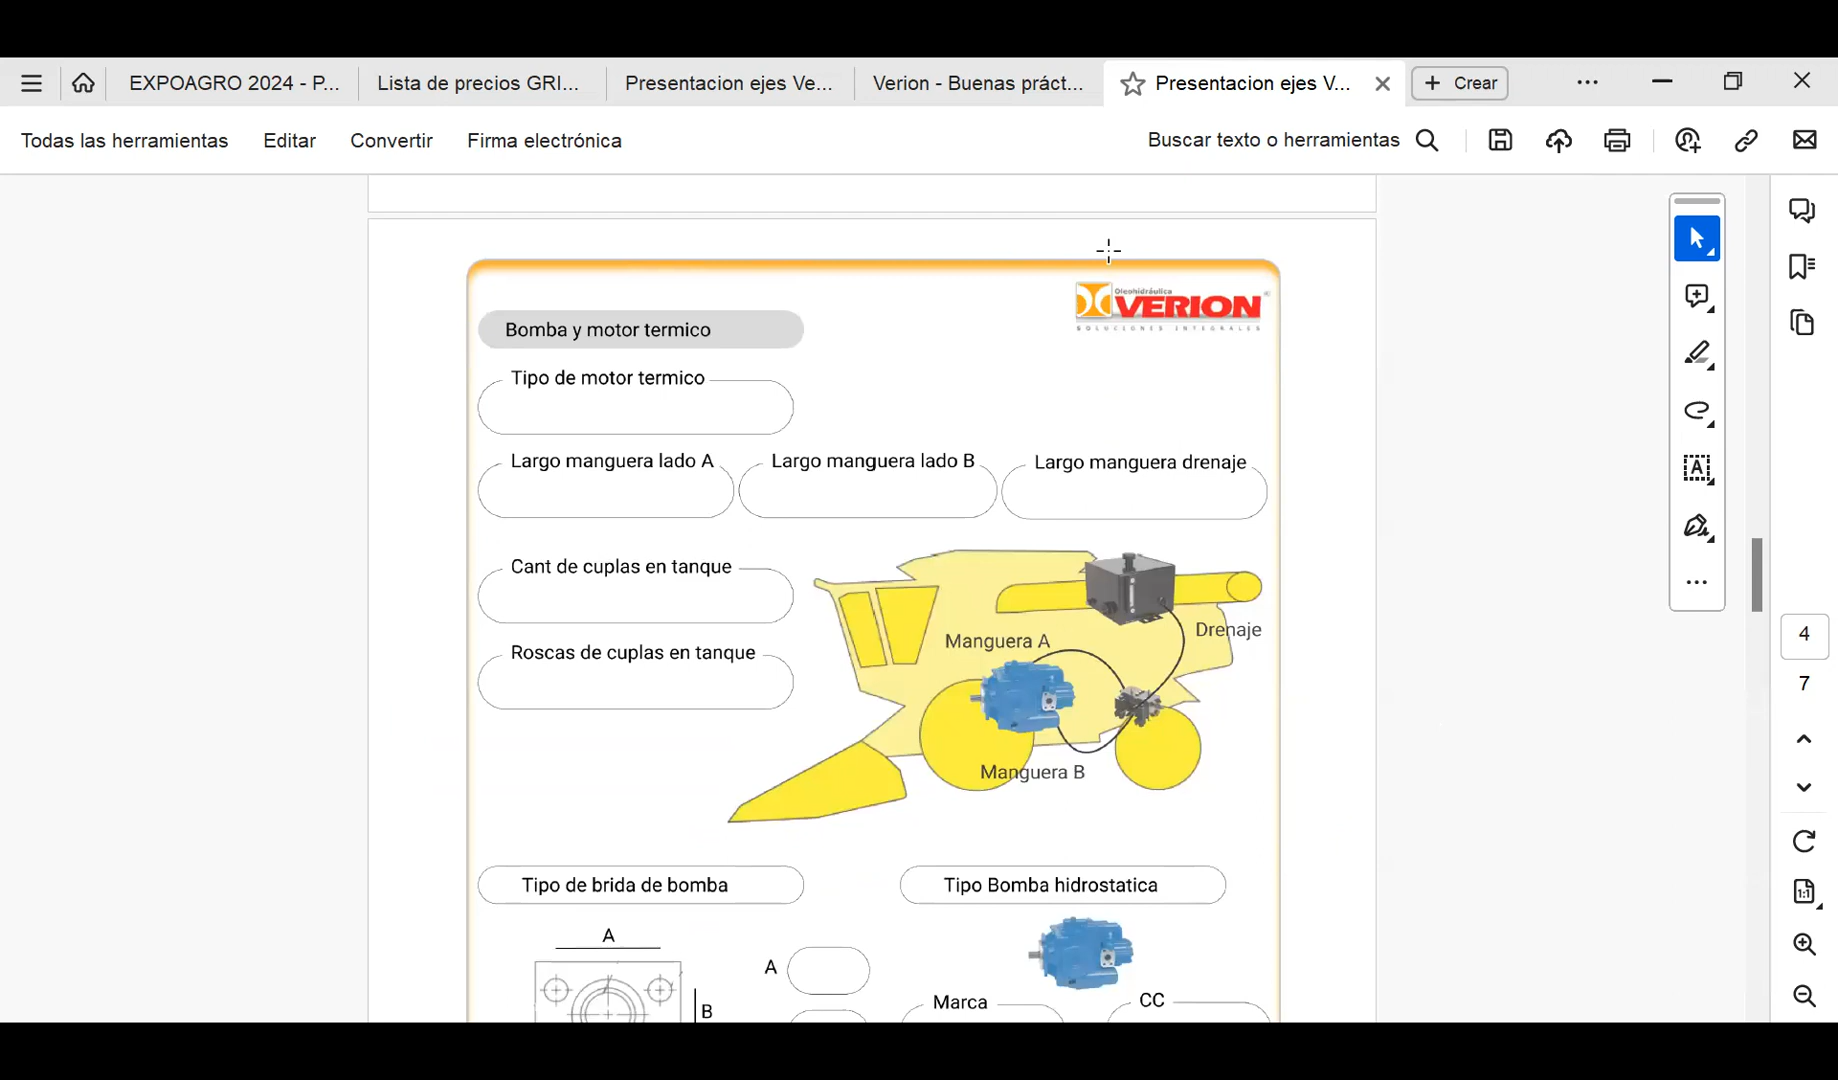 EXPOAGRO 2024 - P...
Lista de precios GRI...
Presentacion ejes Ve...
Verion - Buenas práct...
Presentacion ejes V...
Crear
Todas las herramientas
Editar
Convertir
Firma electrónica
Buscar texto o herramientas
Oleohidráulica
VERION
SOLUCIONES INTEGRALES
Bomba y motor termico
Tipo de motor termico
Largo manguera lado A
Largo manguera lado B
Largo manguera drenaje
Cant de cuplas en tanque
Roscas de cuplas en tanque
Manguera A
Drenaje
Manguera B
Tipo de brida de bomba
Tipo Bomba hidrostatica
A
A
B
Marca
CC
4
7